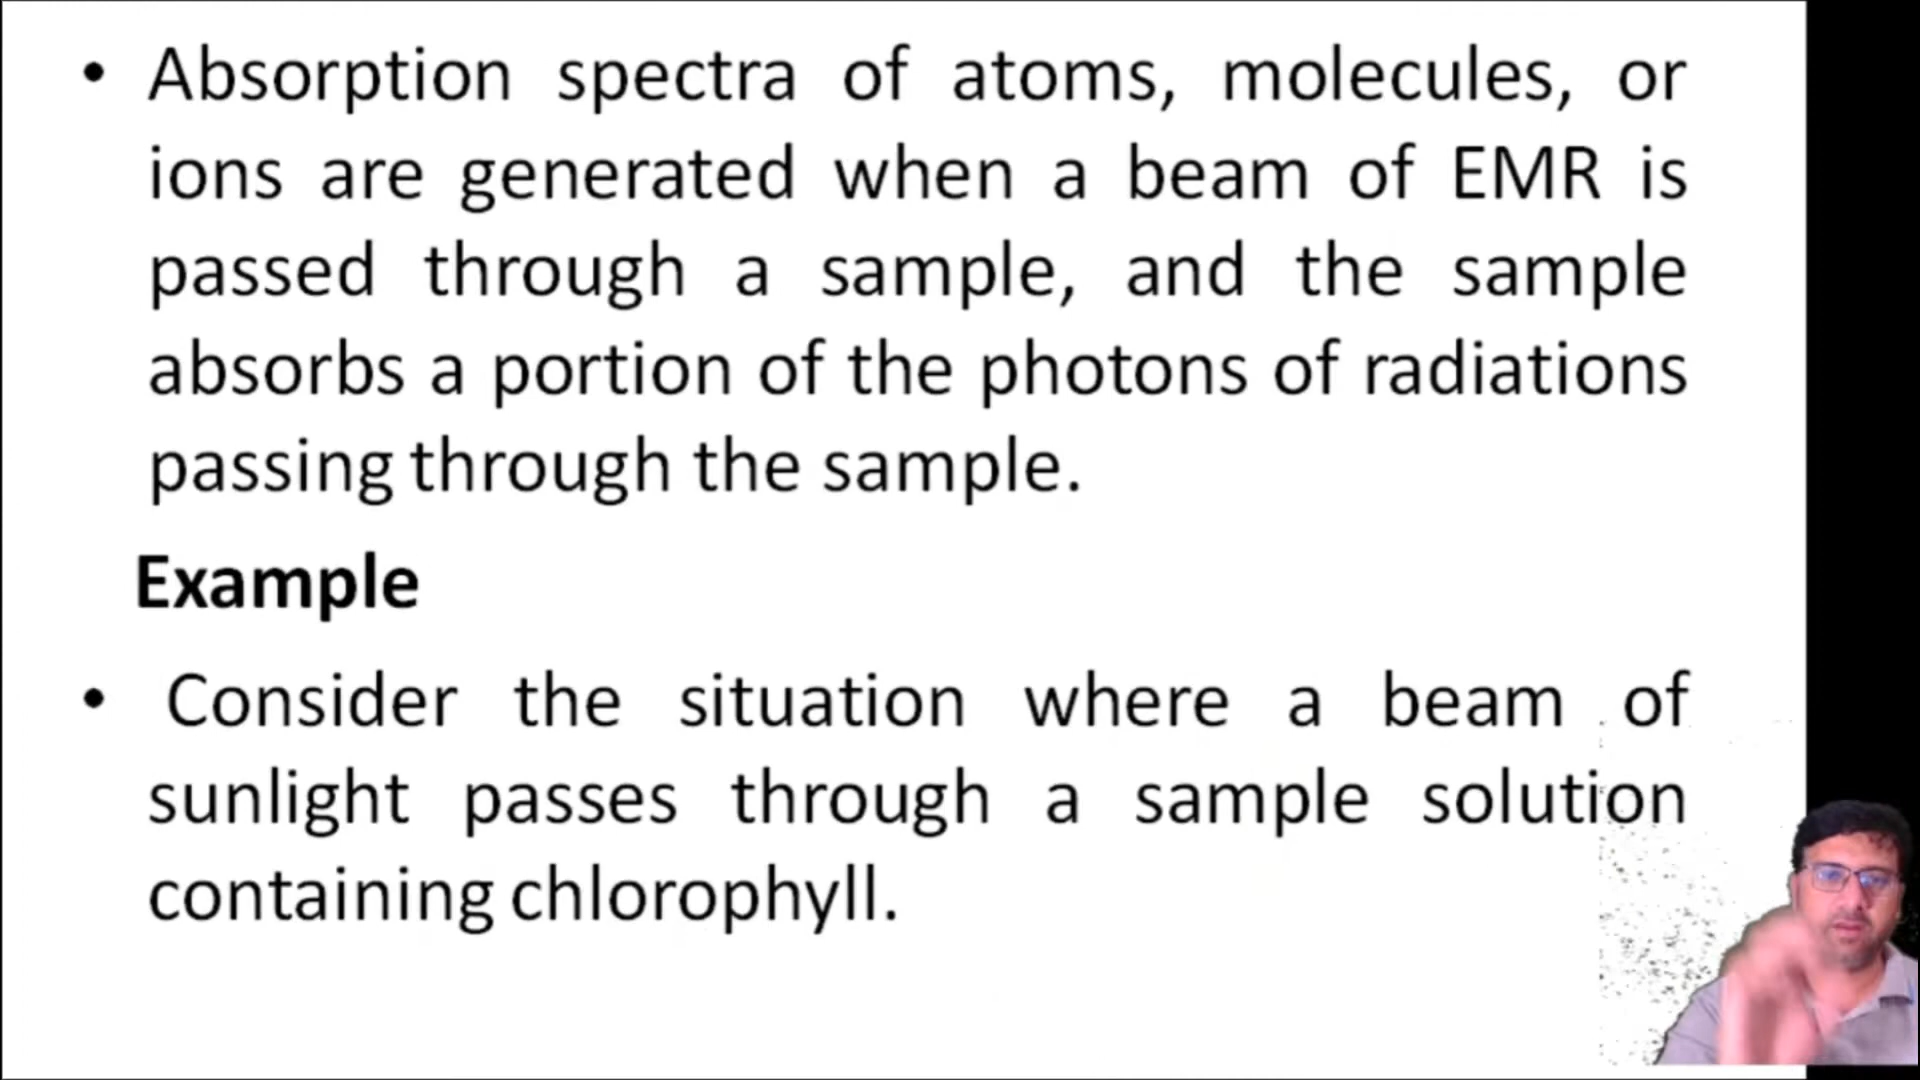 • Absorption spectra of atoms, molecules, or
ions are generated when a beam of EMR is
passed through a sample, and the sample
absorbs a portion of the photons of radiations
passing through the sample.
Example
• Consider the situation where a beam of
sunlight passes through a sample solution
containing chlorophyll.